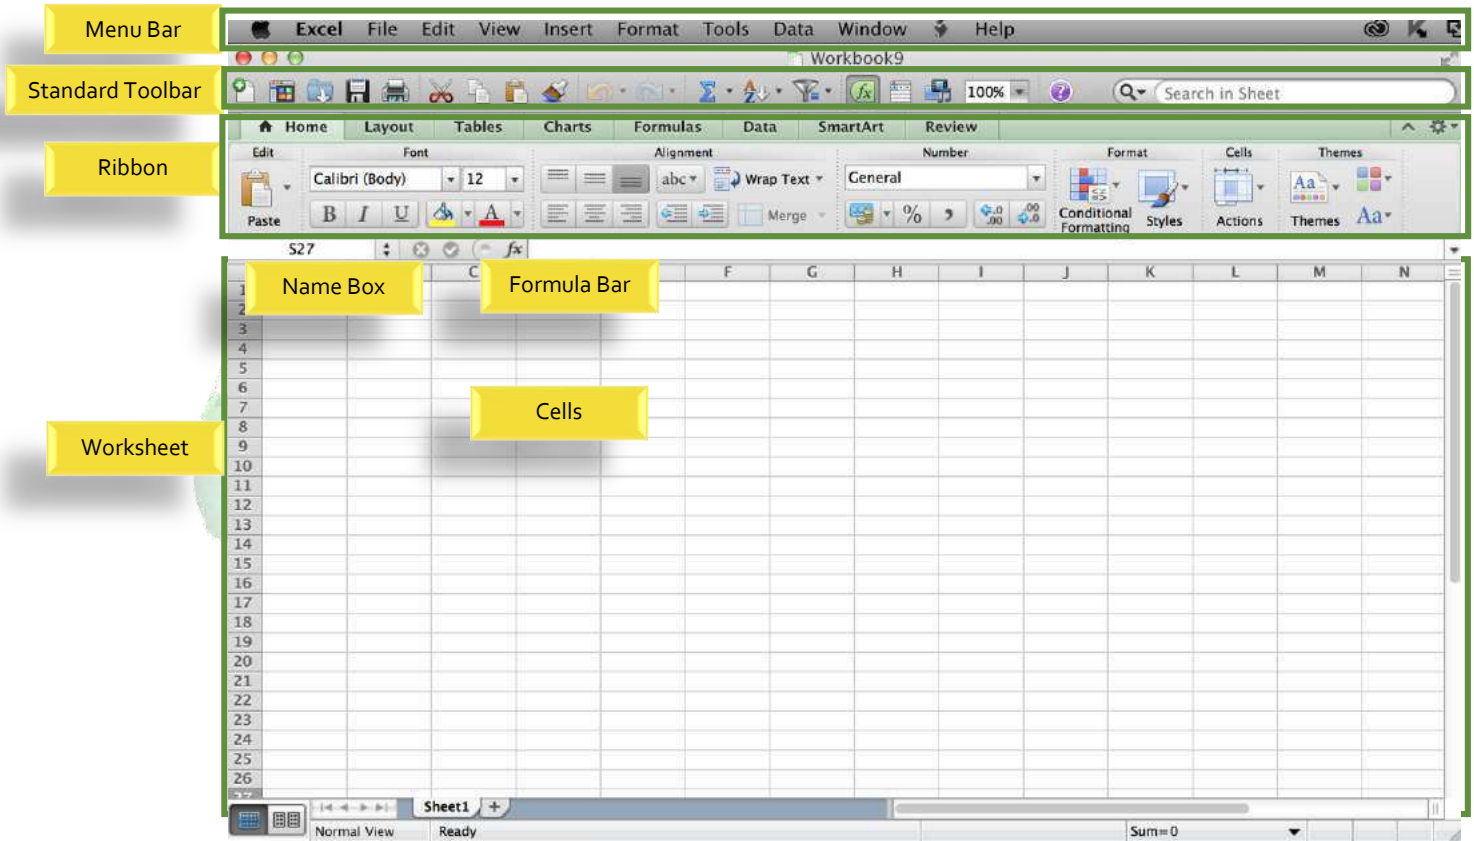 Menu Bar
Excel File Edit View Insert Format Tools Data Window Help
Workbook9
Standard Toolbar
100%
Search in Sheet
Home Layout Tables Charts Formulas Data SmartArt Review
Edit Font Alignment Number Format Cells Themes
Ribbon
Calibri (Body) 12 abc Wrap Text General
Paste B I U A Merge % Conditional Formatting Styles Actions Themes Aa
S27 fx
C F G H I J K L M N
Name Box
Formula Bar
1
2
3
4
5
6
7
Cells
8
Worksheet
9
10
11
12
13
14
15
16
17
18
19
20
21
22
23
24
25
26
27
Sheet1 +
Normal View Ready Sum=0